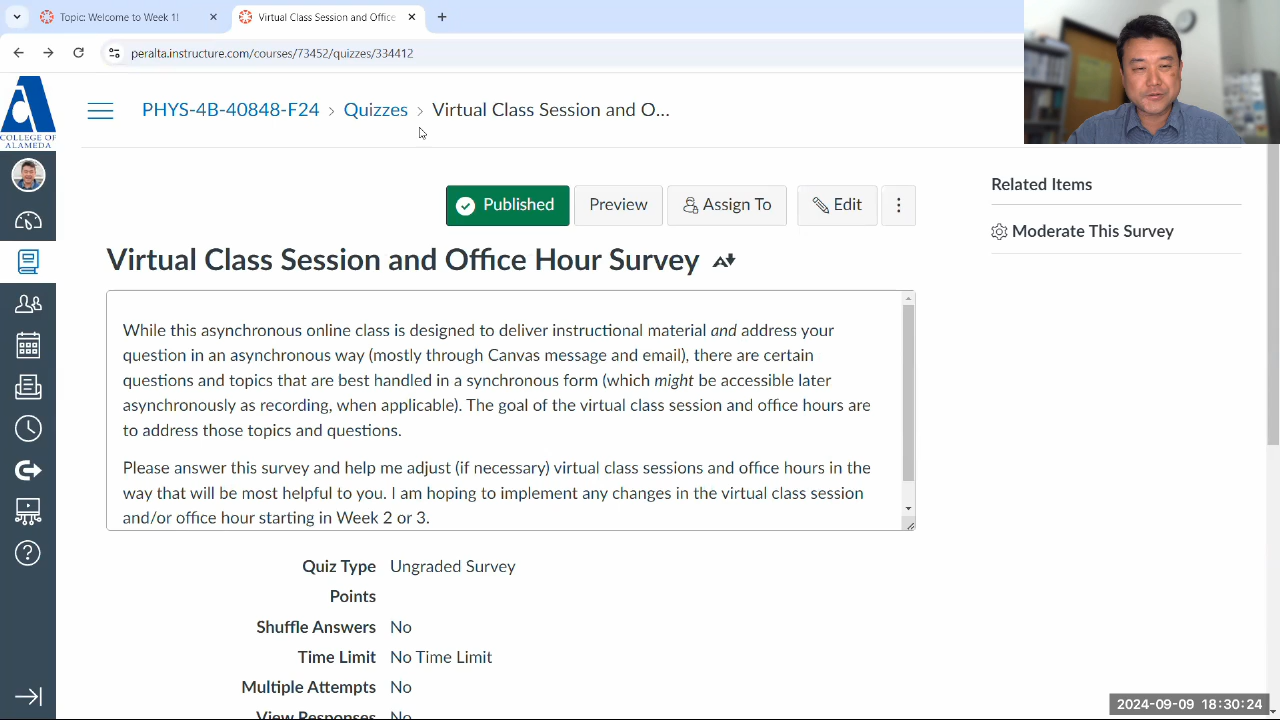 Topic: Welcome to Week 1!
Virtual Class Session and Office
peralta.instructure.com/courses/73452/quizzes/334412
COLLEGE OF
ALAMEDA
PHYS-4B-40848-F24 › Quizzes › Virtual Class Session and O...
Published
Preview
Assign To
Edit
Related Items
Moderate This Survey
Virtual Class Session and Office Hour Survey
While this asynchronous online class is designed to deliver instructional material and address your
question in an asynchronous way (mostly through Canvas message and email), there are certain
questions and topics that are best handled in a synchronous form (which might be accessible later
asynchronously as recording, when applicable). The goal of the virtual class session and office hours are
to address those topics and questions.
Please answer this survey and help me adjust (if necessary) virtual class sessions and office hours in the
way that will be most helpful to you. I am hoping to implement any changes in the virtual class session
and/or office hour starting in Week 2 or 3.
Quiz Type Ungraded Survey
Points
Shuffle Answers No
Time Limit No Time Limit
Multiple Attempts No
View Responses No
2024-09-09 18:30:24